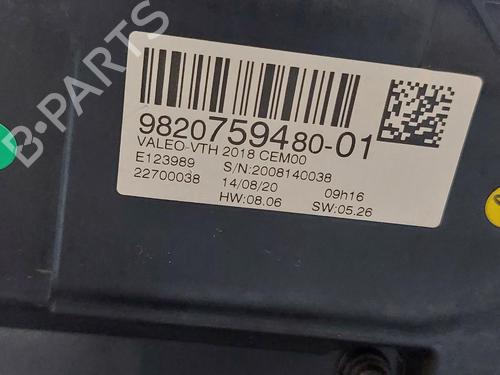 B-PARTS
982075948０-01
VALEO-VTH 2018 CEM00
E123989 S/N:2008140038
22700038 14/08/20 09h16
HW:08.06 SW:05.26